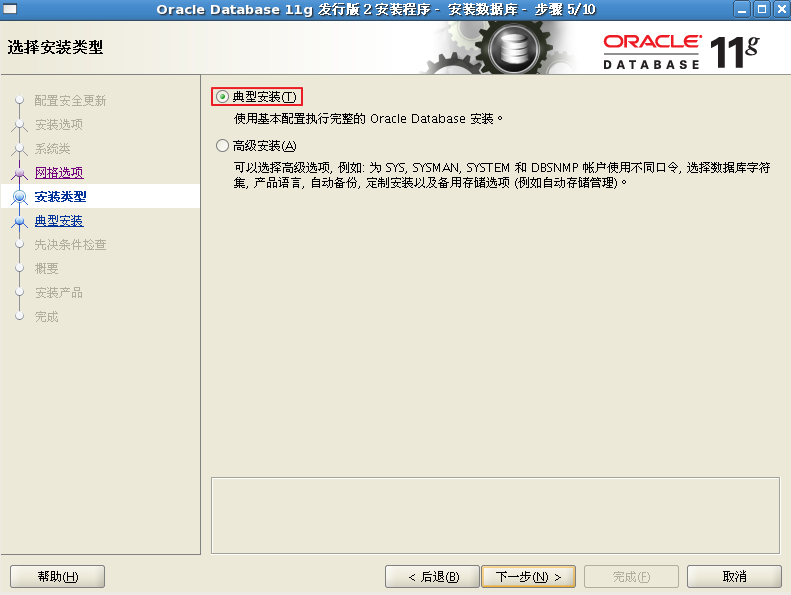 Oracle Database 11g 发行版 2 安装程序 - 安装数据库 - 步骤 5/10
选择安装类型
ORACLE 11g
DATABASE
配置安全更新
安装选项
系统类
网格选项
安装类型
典型安装
先决条件检查
概要
安装产品
完成
典型安装(T)
使用基本配置执行完整的 Oracle Database 安装。
高级安装(A)
可以选择高级选项, 例如: 为 SYS, SYSMAN, SYSTEM 和 DBSNMP 帐户使用不同口令, 选择数据库字符
集, 产品语言, 自动备份, 定制安装以及备用存储选项 (例如自动存储管理)。
帮助(H)
< 后退(B)
下一步(N) >
完成(F)
取消